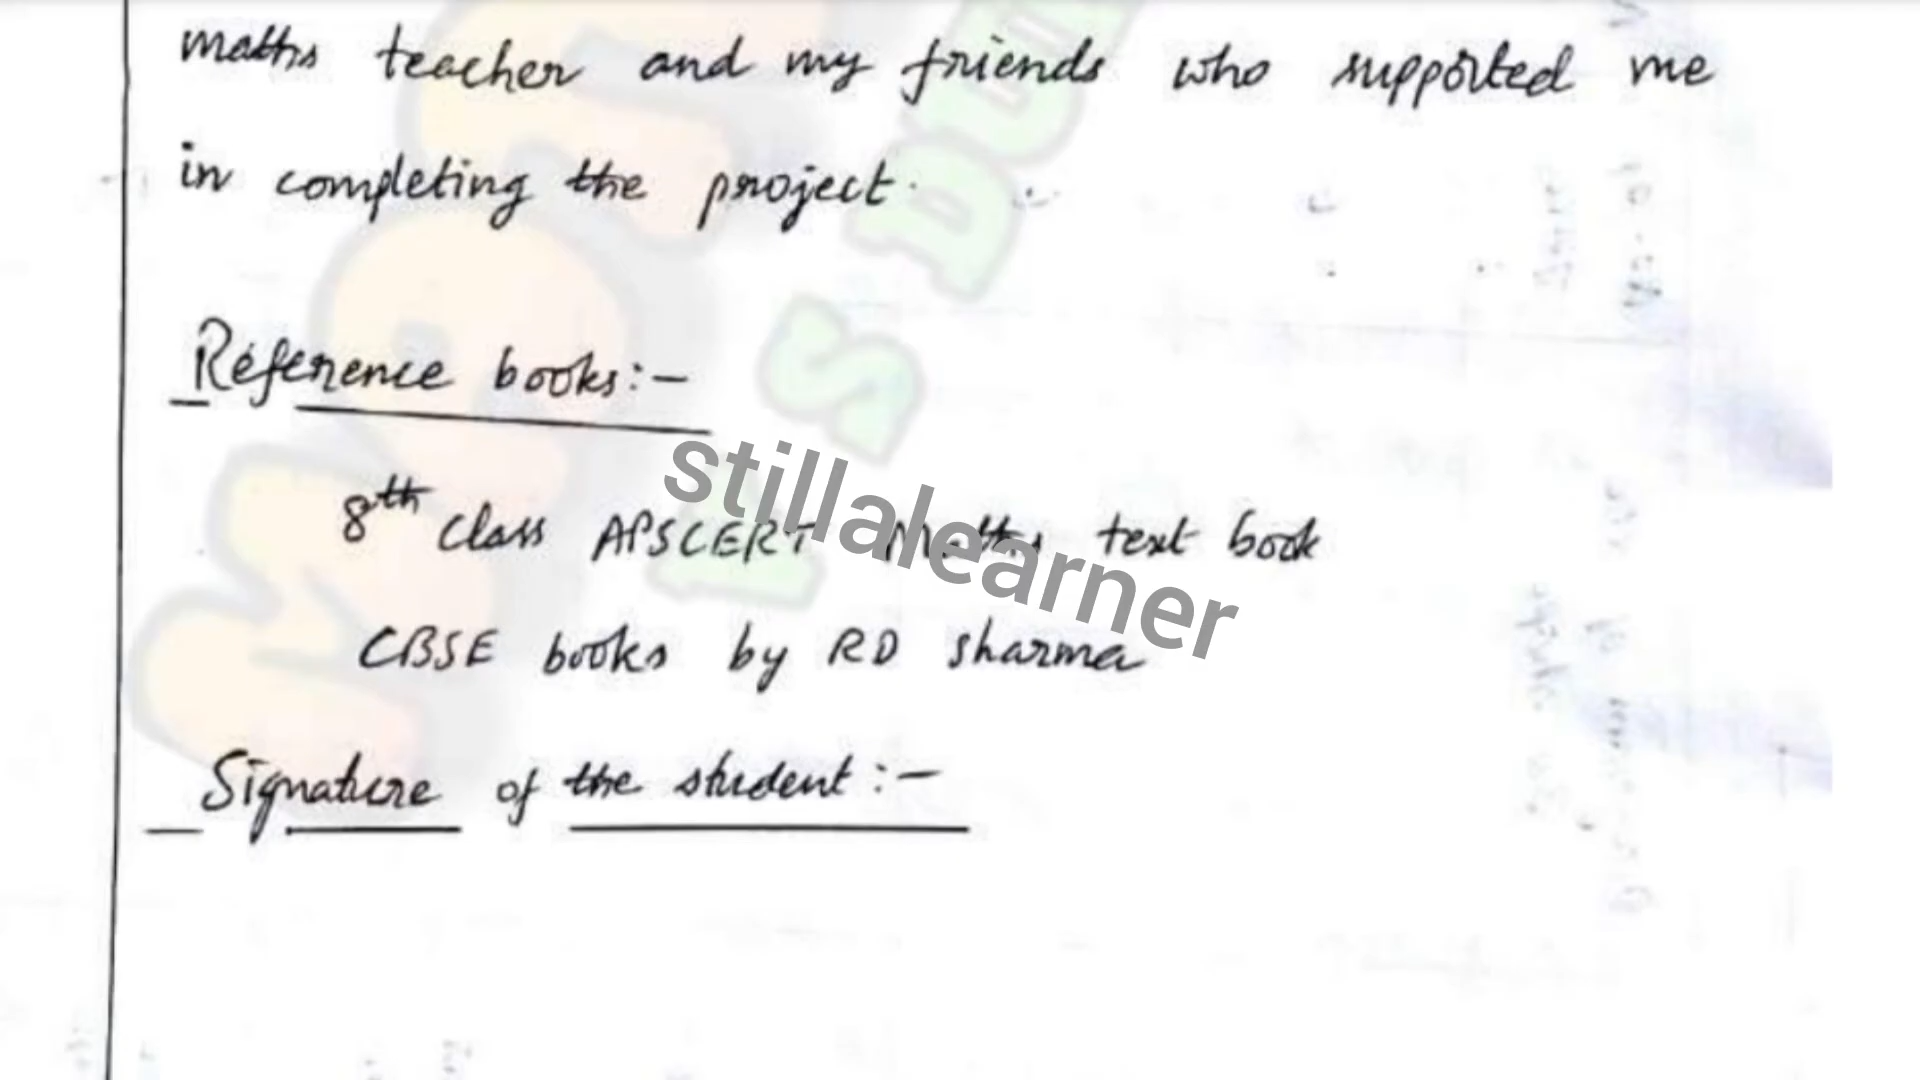 maths teacher and my friends who supported me
in completing the project.
Reference books:-
8th class APSCERT Maths text book
stillalearner
CBSE books by RD sharma
Signature of the student:-